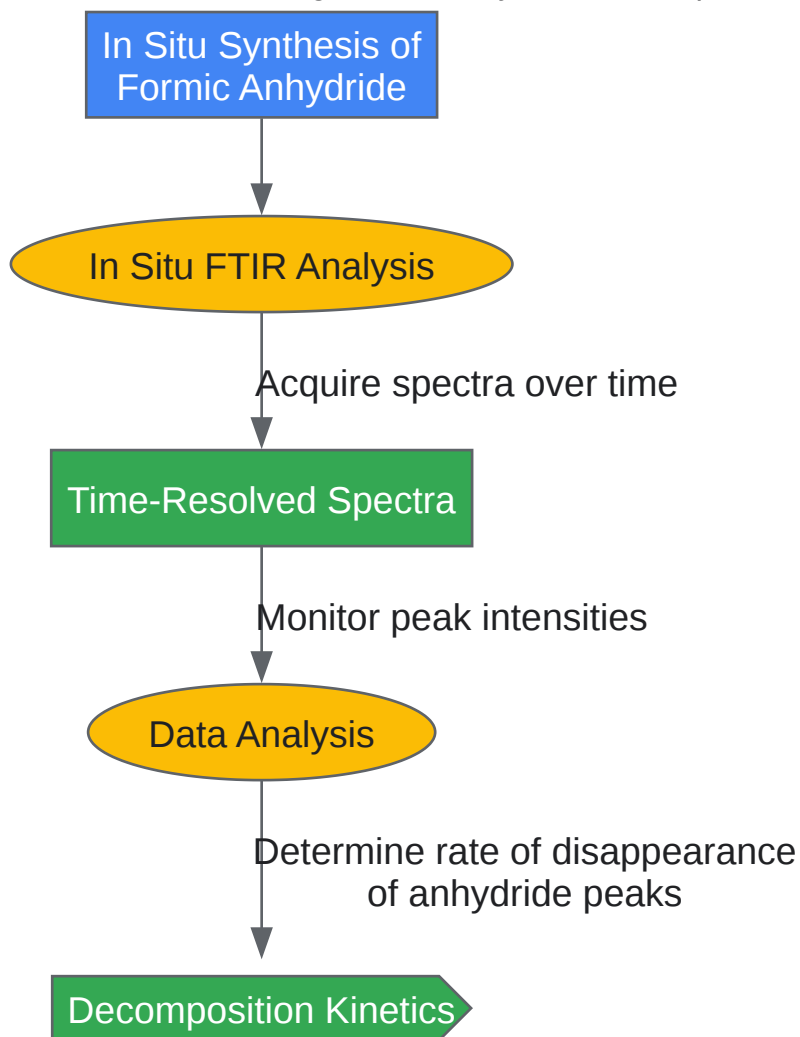 In Situ Synthesis of
Formic Anhydride
In Situ FTIR Analysis
Acquire spectra over time
Time-Resolved Spectra
Monitor peak intensities
Data Analysis
Determine rate of disappearance
of anhydride peaks
Decomposition Kinetics